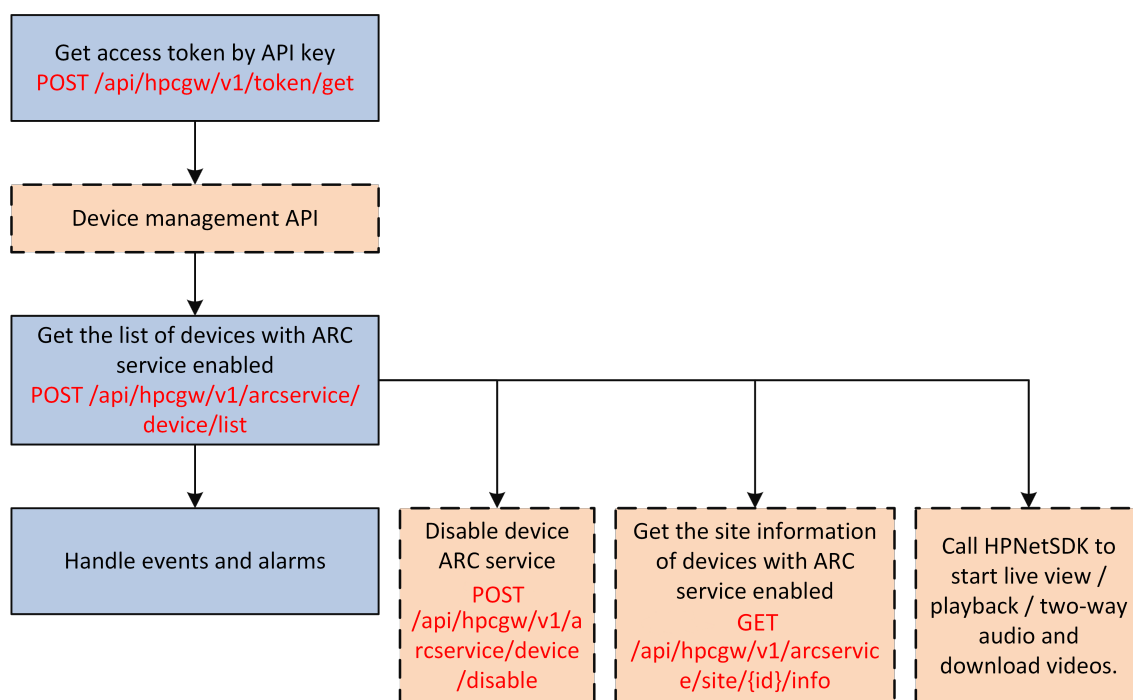 Get access token by API key
POST /api/hpcgw/v1/token/get
Device management API
Get the list of devices with ARC
service enabled
POST /api/hpcgw/v1/arcservice/
device/list
Handle events and alarms
Disable device
ARC service
POST
/api/hpcgw/v1/a
rcservice/device
/disable
Get the site information
of devices with ARC
service enabled
GET
/api/hpcgw/v1/arcservic
e/site/{id}/info
Call HPNetSDK to
start live view /
playback / two-way
audio and
download videos.